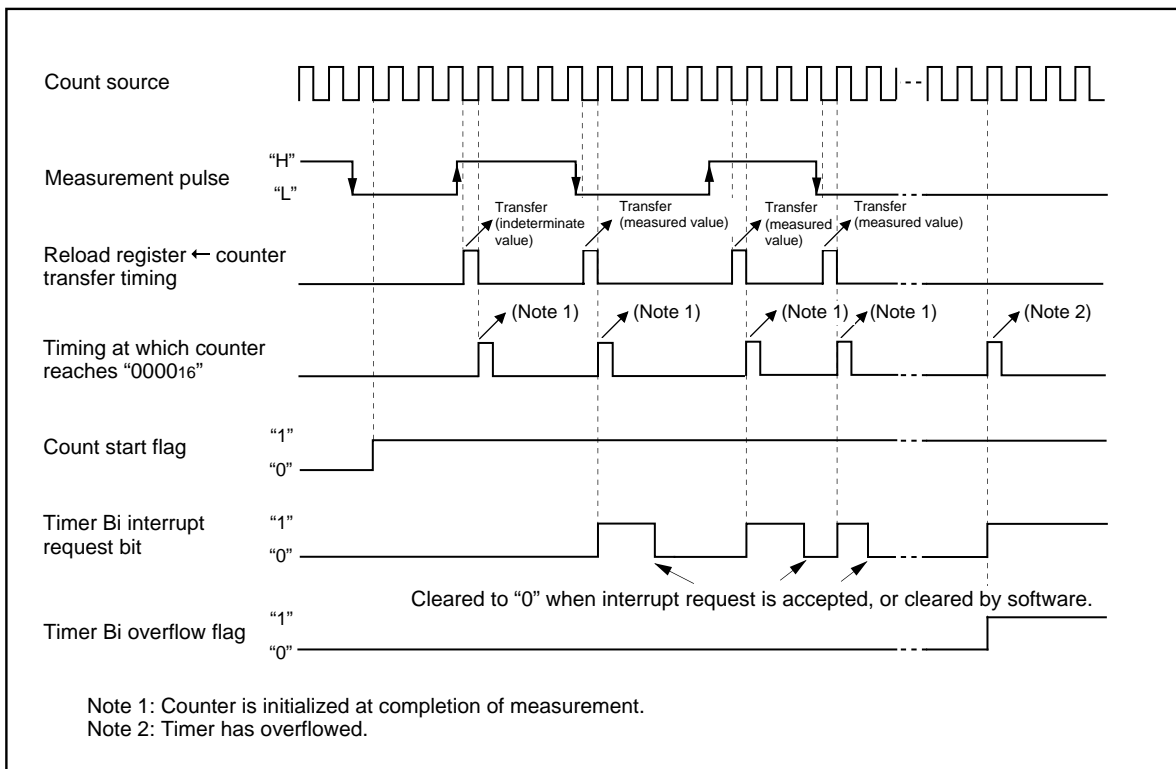 Count source
“H”
Measurement pulse
“L”
Transfer
(indeterminate
value)
Transfer
(measured value)
Transfer
(measured
value)
Transfer
(measured value)
Reload register ← counter
transfer timing
(Note 1)
(Note 1)
(Note 1)
(Note 1)
(Note 2)
Timing at which counter
reaches “000016”
“1”
Count start flag
“0”
Timer Bi interrupt
request bit
“1”
“0”
Cleared to “0” when interrupt request is accepted, or cleared by software.
“1”
Timer Bi overflow flag
“0”
Note 1: Counter is initialized at completion of measurement.
Note 2: Timer has overflowed.